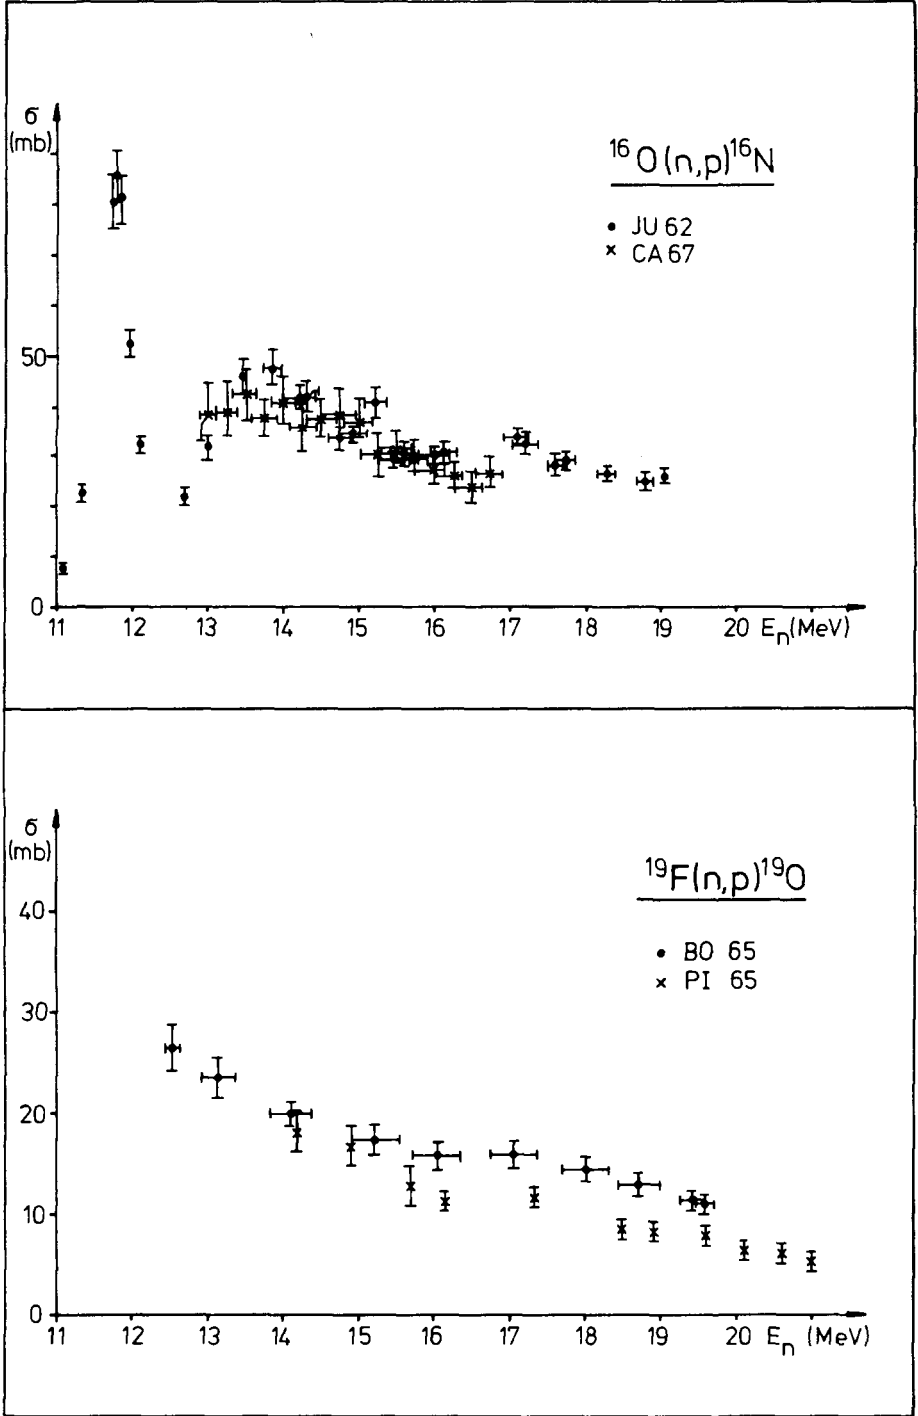 σ
(mb)
¹⁶O(n,p)¹⁶N
JU 62
CA 67
50
0
11 12 13 14 15 16 17 18 19 20 Eₙ(MeV)
σ
(mb)
¹⁹F(n,p)¹⁹O
BO 65
PI 65
40
30
20
10
0
11 12 13 14 15 16 17 18 19 20 Eₙ (MeV)